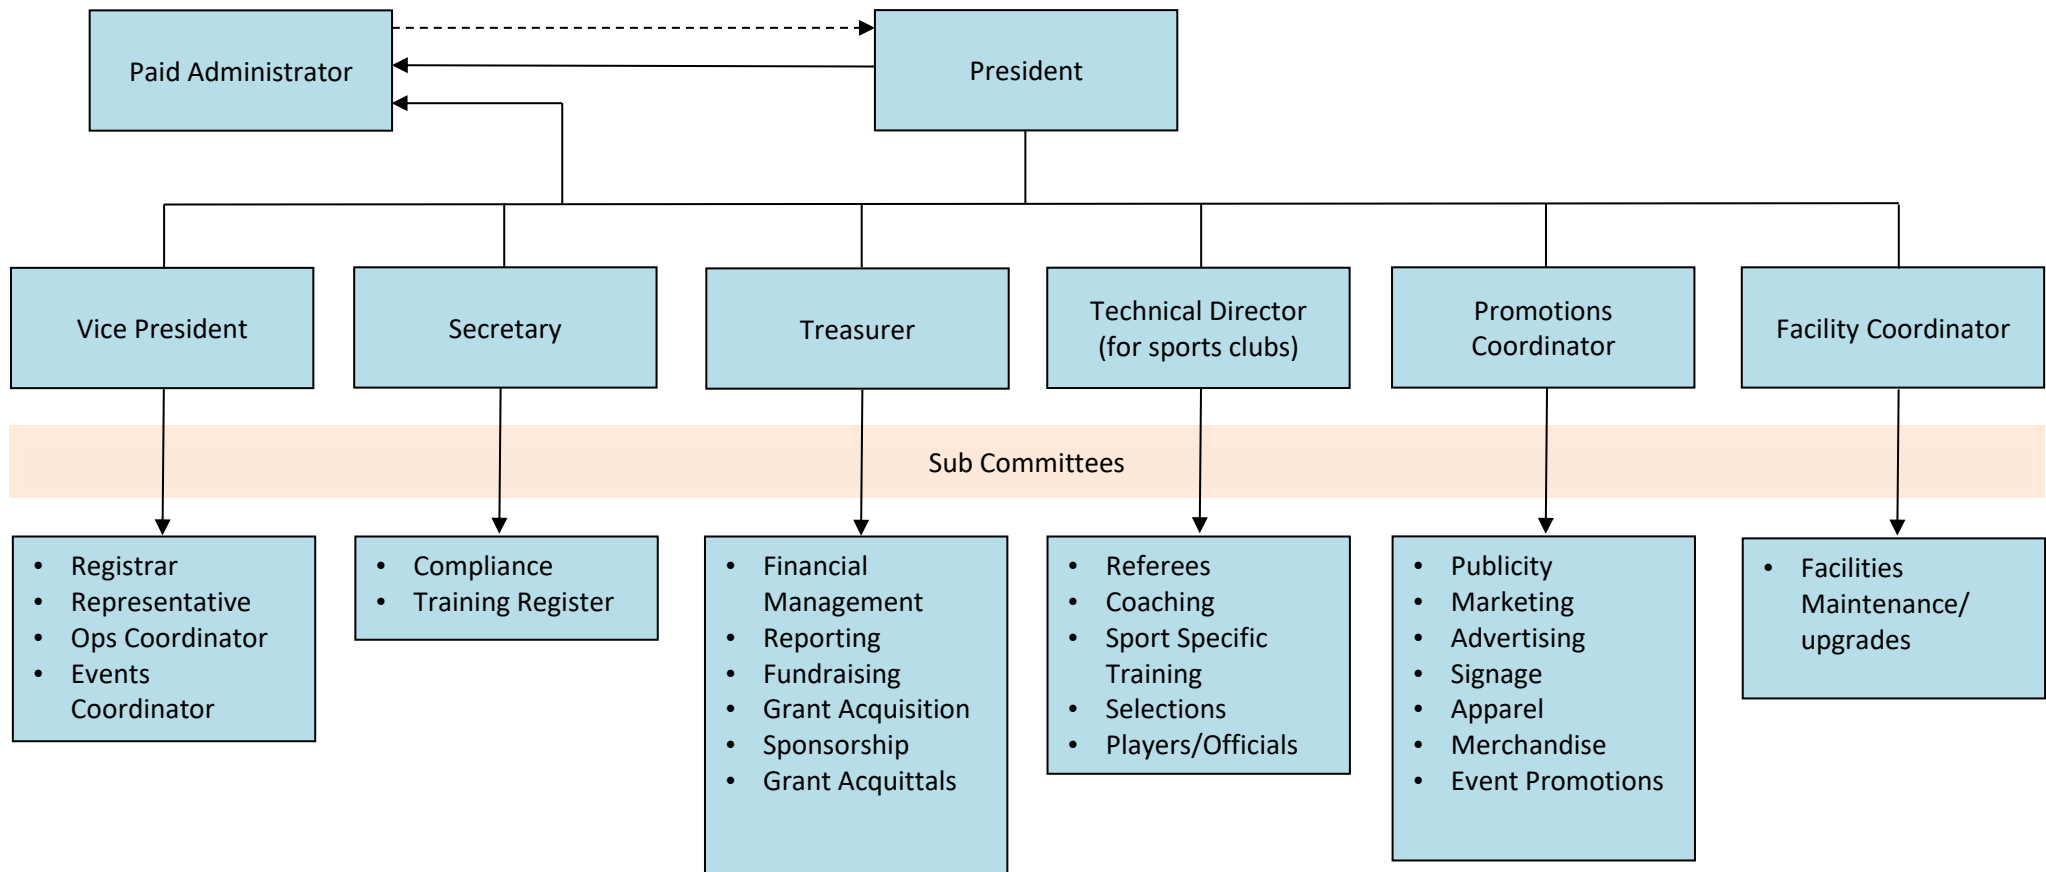 Paid Administrator
President
Vice President
Secretary
Treasurer
Technical Director
(for sports clubs)
Promotions
Coordinator
Facility Coordinator
Sub Committees
• Registrar
• Representative
• Ops Coordinator
• Events
Coordinator
• Compliance
• Training Register
• Financial
Management
• Reporting
• Fundraising
• Grant Acquisition
• Sponsorship
• Grant Acquittals
• Referees
• Coaching
• Sport Specific
Training
• Selections
• Players/Officials
• Publicity
• Marketing
• Advertising
• Signage
• Apparel
• Merchandise
• Event Promotions
• Facilities
Maintenance/
upgrades